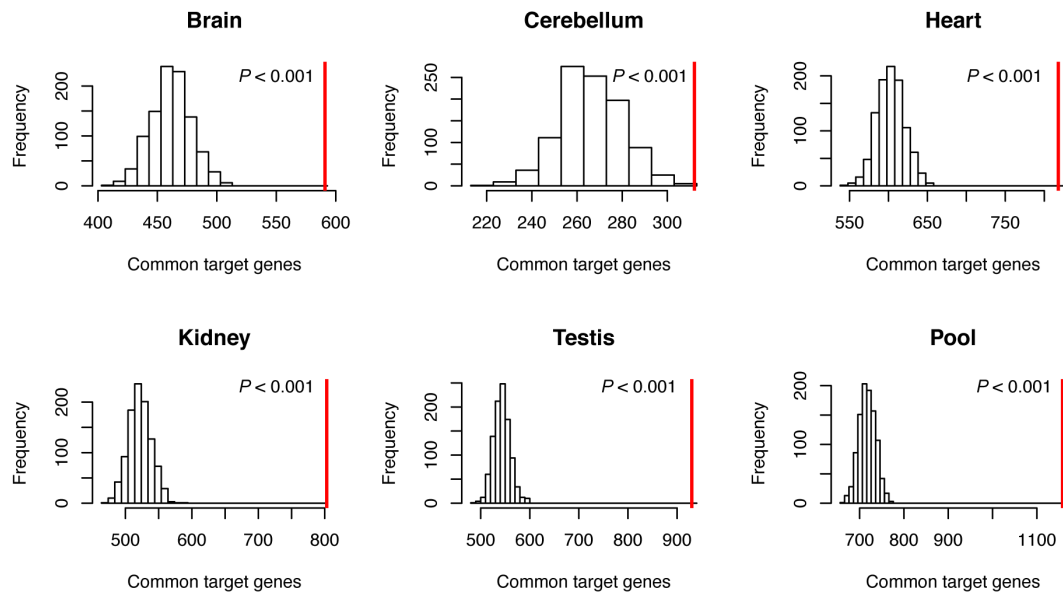 Brain
Cerebellum
Heart
Frequency
0
100
200
P < 0.001
400
450
500
550
600
Common target genes
Frequency
0
100
250
P < 0.001
220
240
260
280
300
Common target genes
Frequency
0
100
200
P < 0.001
550
650
750
Common target genes
Kidney
Testis
Pool
Frequency
0
100
200
P < 0.001
500
600
700
800
Common target genes
Frequency
0
100
200
P < 0.001
500
600
700
800
900
Common target genes
Frequency
0
100
200
P < 0.001
700
800
900
1100
Common target genes